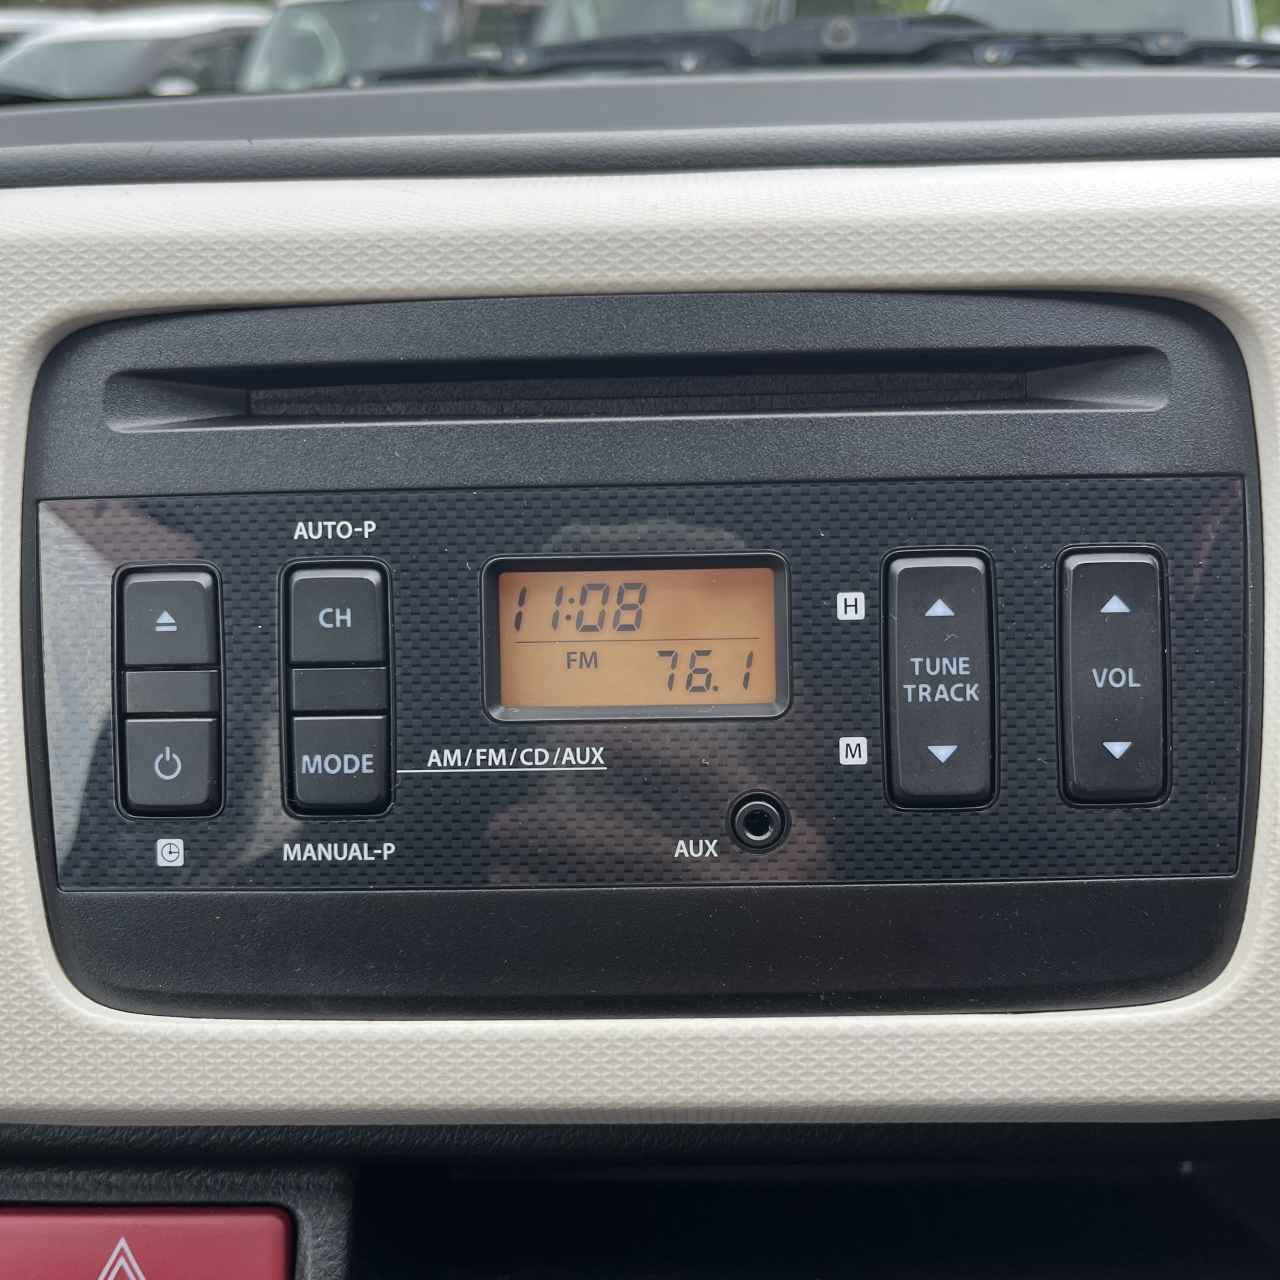 AUTO-P
CH
11:08
FM 76.1
H
TUNE
TRACK
VOL
MODE
AM/FM/CD/AUX
M
MANUAL-P
AUX